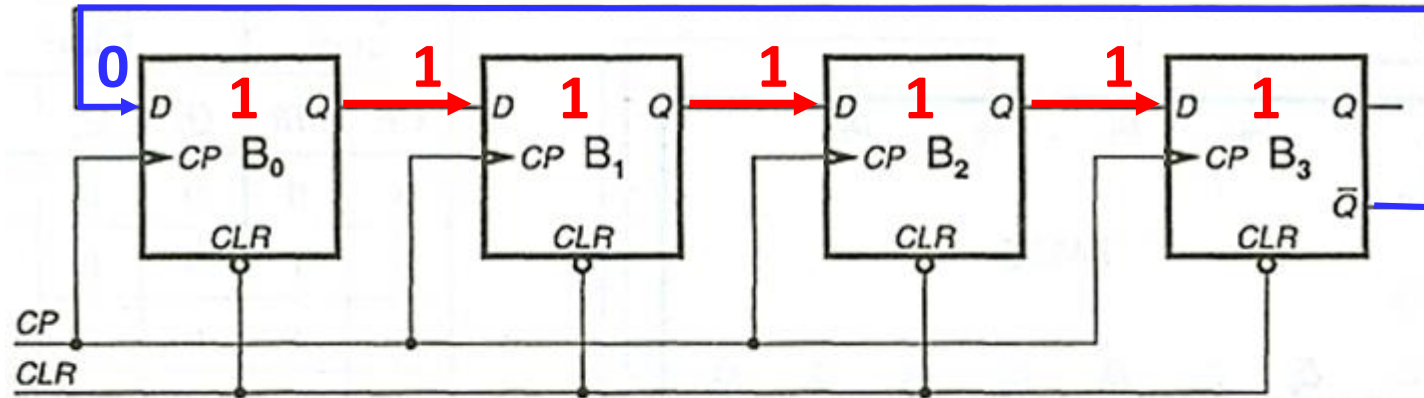 0 1 1 1 1 1 1 1
D Q D Q D Q D Q
CP B₀ CP B₁ CP B₂ CP B₃
Q̅
CLR CLR CLR CLR
CP
CLR